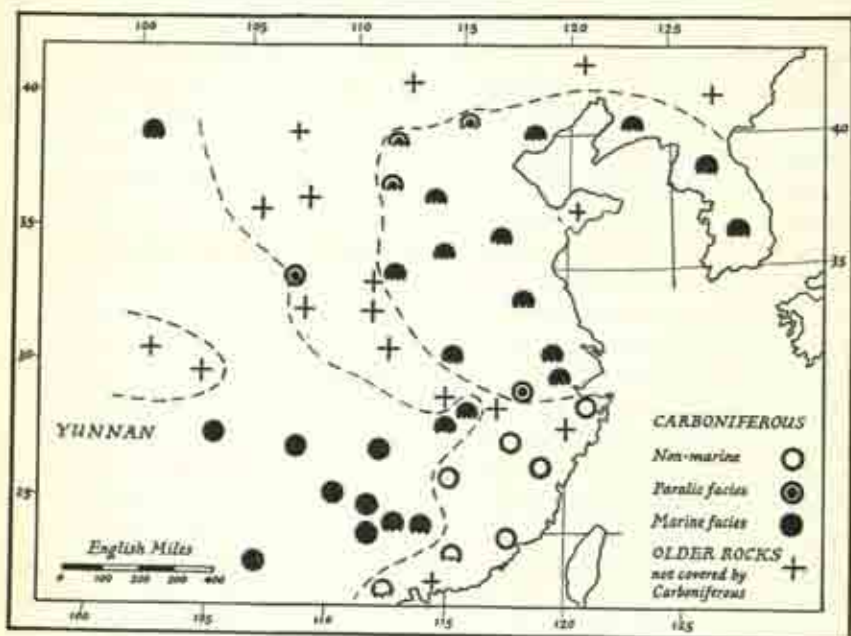 100 105 110 115 120 125
40
40
35
35
30
YUNNAN
25
English Miles
0 100 200 300 400
CARBONIFEROUS
Non-marine
Paralic facies
Marine facies
OLDER ROCKS
not covered by
Carboniferous
100 105 110 115 120 125